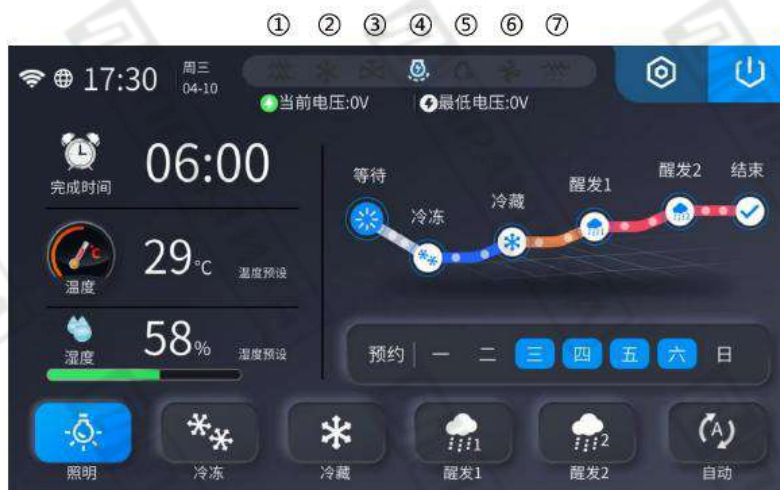 ① ② ③ ④ ⑤ ⑥ ⑦
17:30 周三 04-10
当前电压:0V 最低电压:0V
完成时间 06:00
温度 29℃ 温度预设
湿度 58% 湿度预设
等待 冷冻 冷藏 醒发1 醒发2 结束
预约 一 二 三 四 五 六 日
照明 冷冻 冷藏 1 醒发1 2 醒发2 A 自动